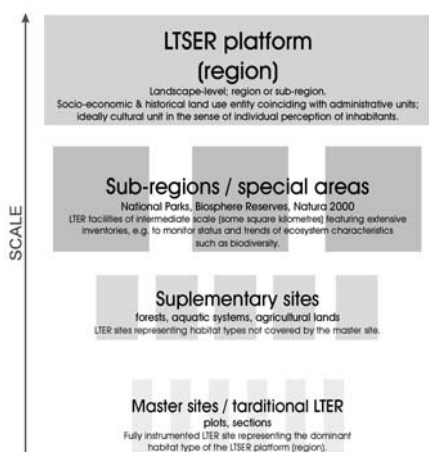 LTSER platform
(region)
Landscape-level; region or sub-region.
Socio-economic & historical land use entity coinciding with administrative units;
ideally cultural unit in the sense of individual perception of inhabitants.
Sub-regions / special areas
National Parks, Biosphere Reserves, Natura 2000
LTER facilities of intermediate scale (some square kilometres) featuring extensive
inventories, e.g. to monitor status and trends of ecosystem characteristics
such as biodiversity.
SCALE
Suplementary sites
forests, aquatic systems, agricultural lands
LTER sites representing habitat types not covered by the master site.
Master sites / tarditional LTER
plots, sections
Fully instrumented LTER site representing the dominant
habitat type of the LTSER platform (region).